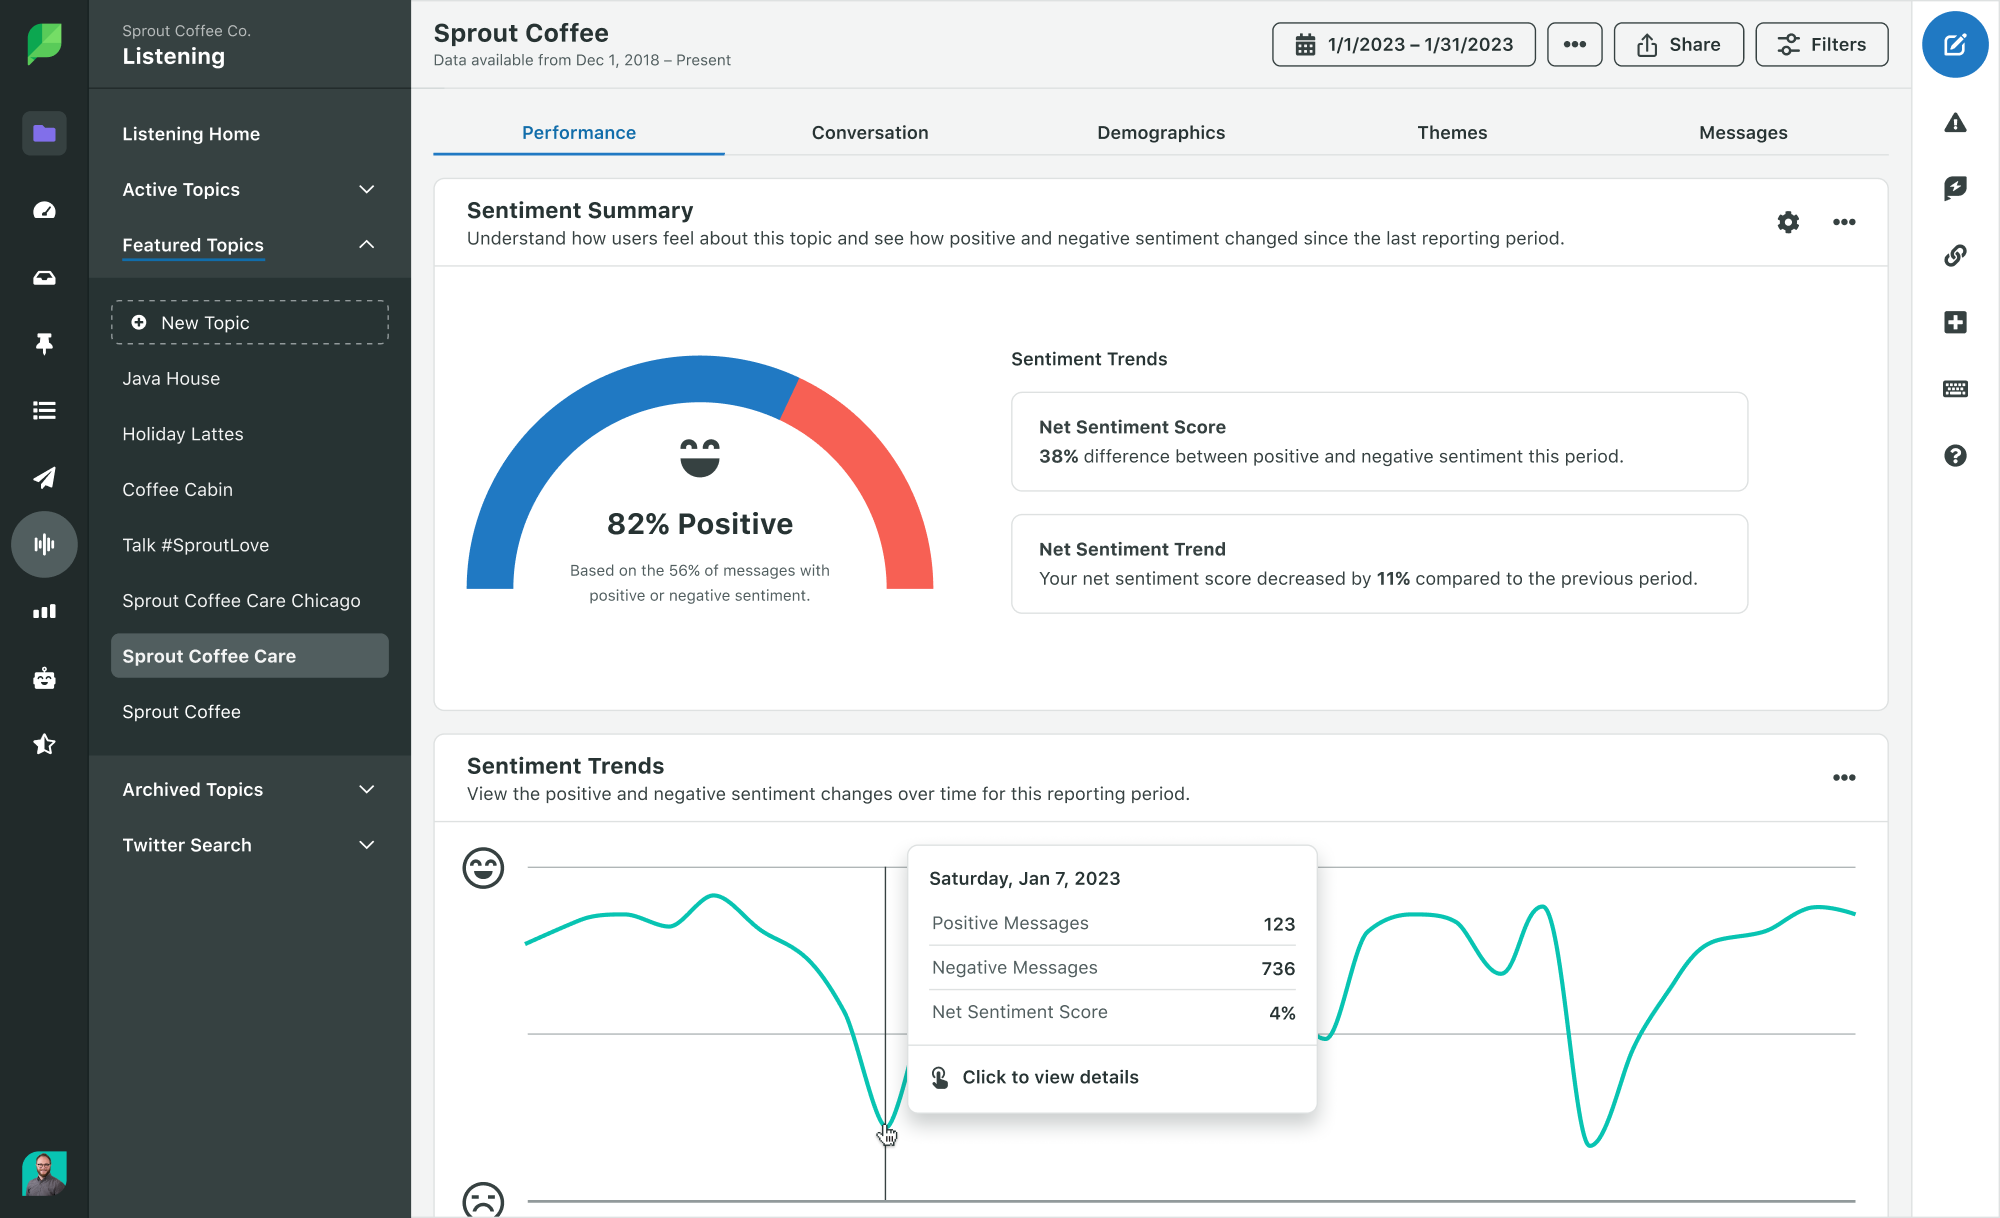 Sprout Coffee Co.
Listening
Listening Home
Active Topics
Featured Topics
New Topic
Java House
Holiday Lattes
Coffee Cabin
Talk #SproutLove
Sprout Coffee Care Chicago
Sprout Coffee Care
Sprout Coffee
Archived Topics
Twitter Search
Sprout Coffee
Data available from Dec 1, 2018 – Present
1/1/2023 – 1/31/2023
Share
Filters
Performance
Conversation
Demographics
Themes
Messages
Sentiment Summary
Understand how users feel about this topic and see how positive and negative sentiment changed since the last reporting period.
82% Positive
Based on the 56% of messages with
positive or negative sentiment.
Sentiment Trends
Net Sentiment Score
38% difference between positive and negative sentiment this period.
Net Sentiment Trend
Your net sentiment score decreased by 11% compared to the previous period.
Sentiment Trends
View the positive and negative sentiment changes over time for this reporting period.
Saturday, Jan 7, 2023
Positive Messages 123
Negative Messages 736
Net Sentiment Score 4%
Click to view details